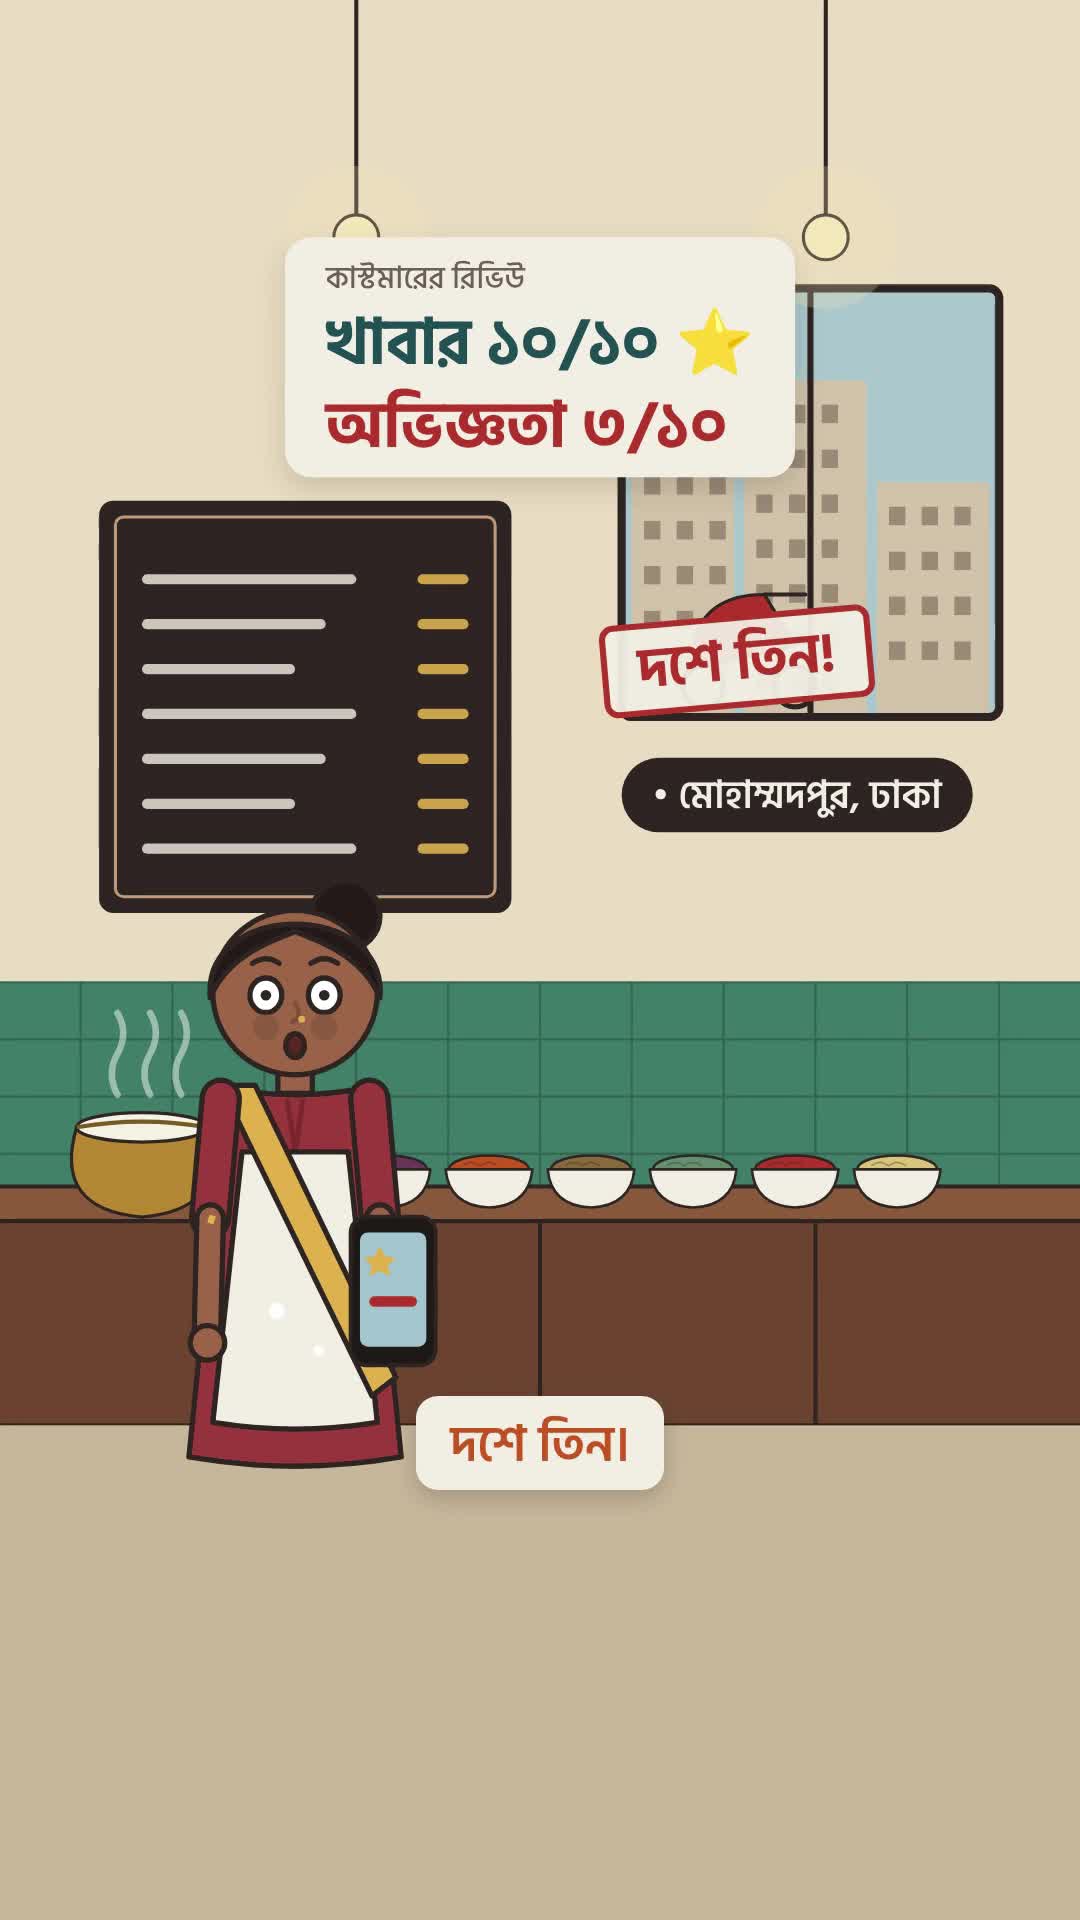 কাস্টমারের রিভিউ
খাবার ১০/১০ ⭐
অভিজ্ঞতা ৩/১০
দশে তিন!
• মোহাম্মদপুর, ঢাকা
দশে তিন।